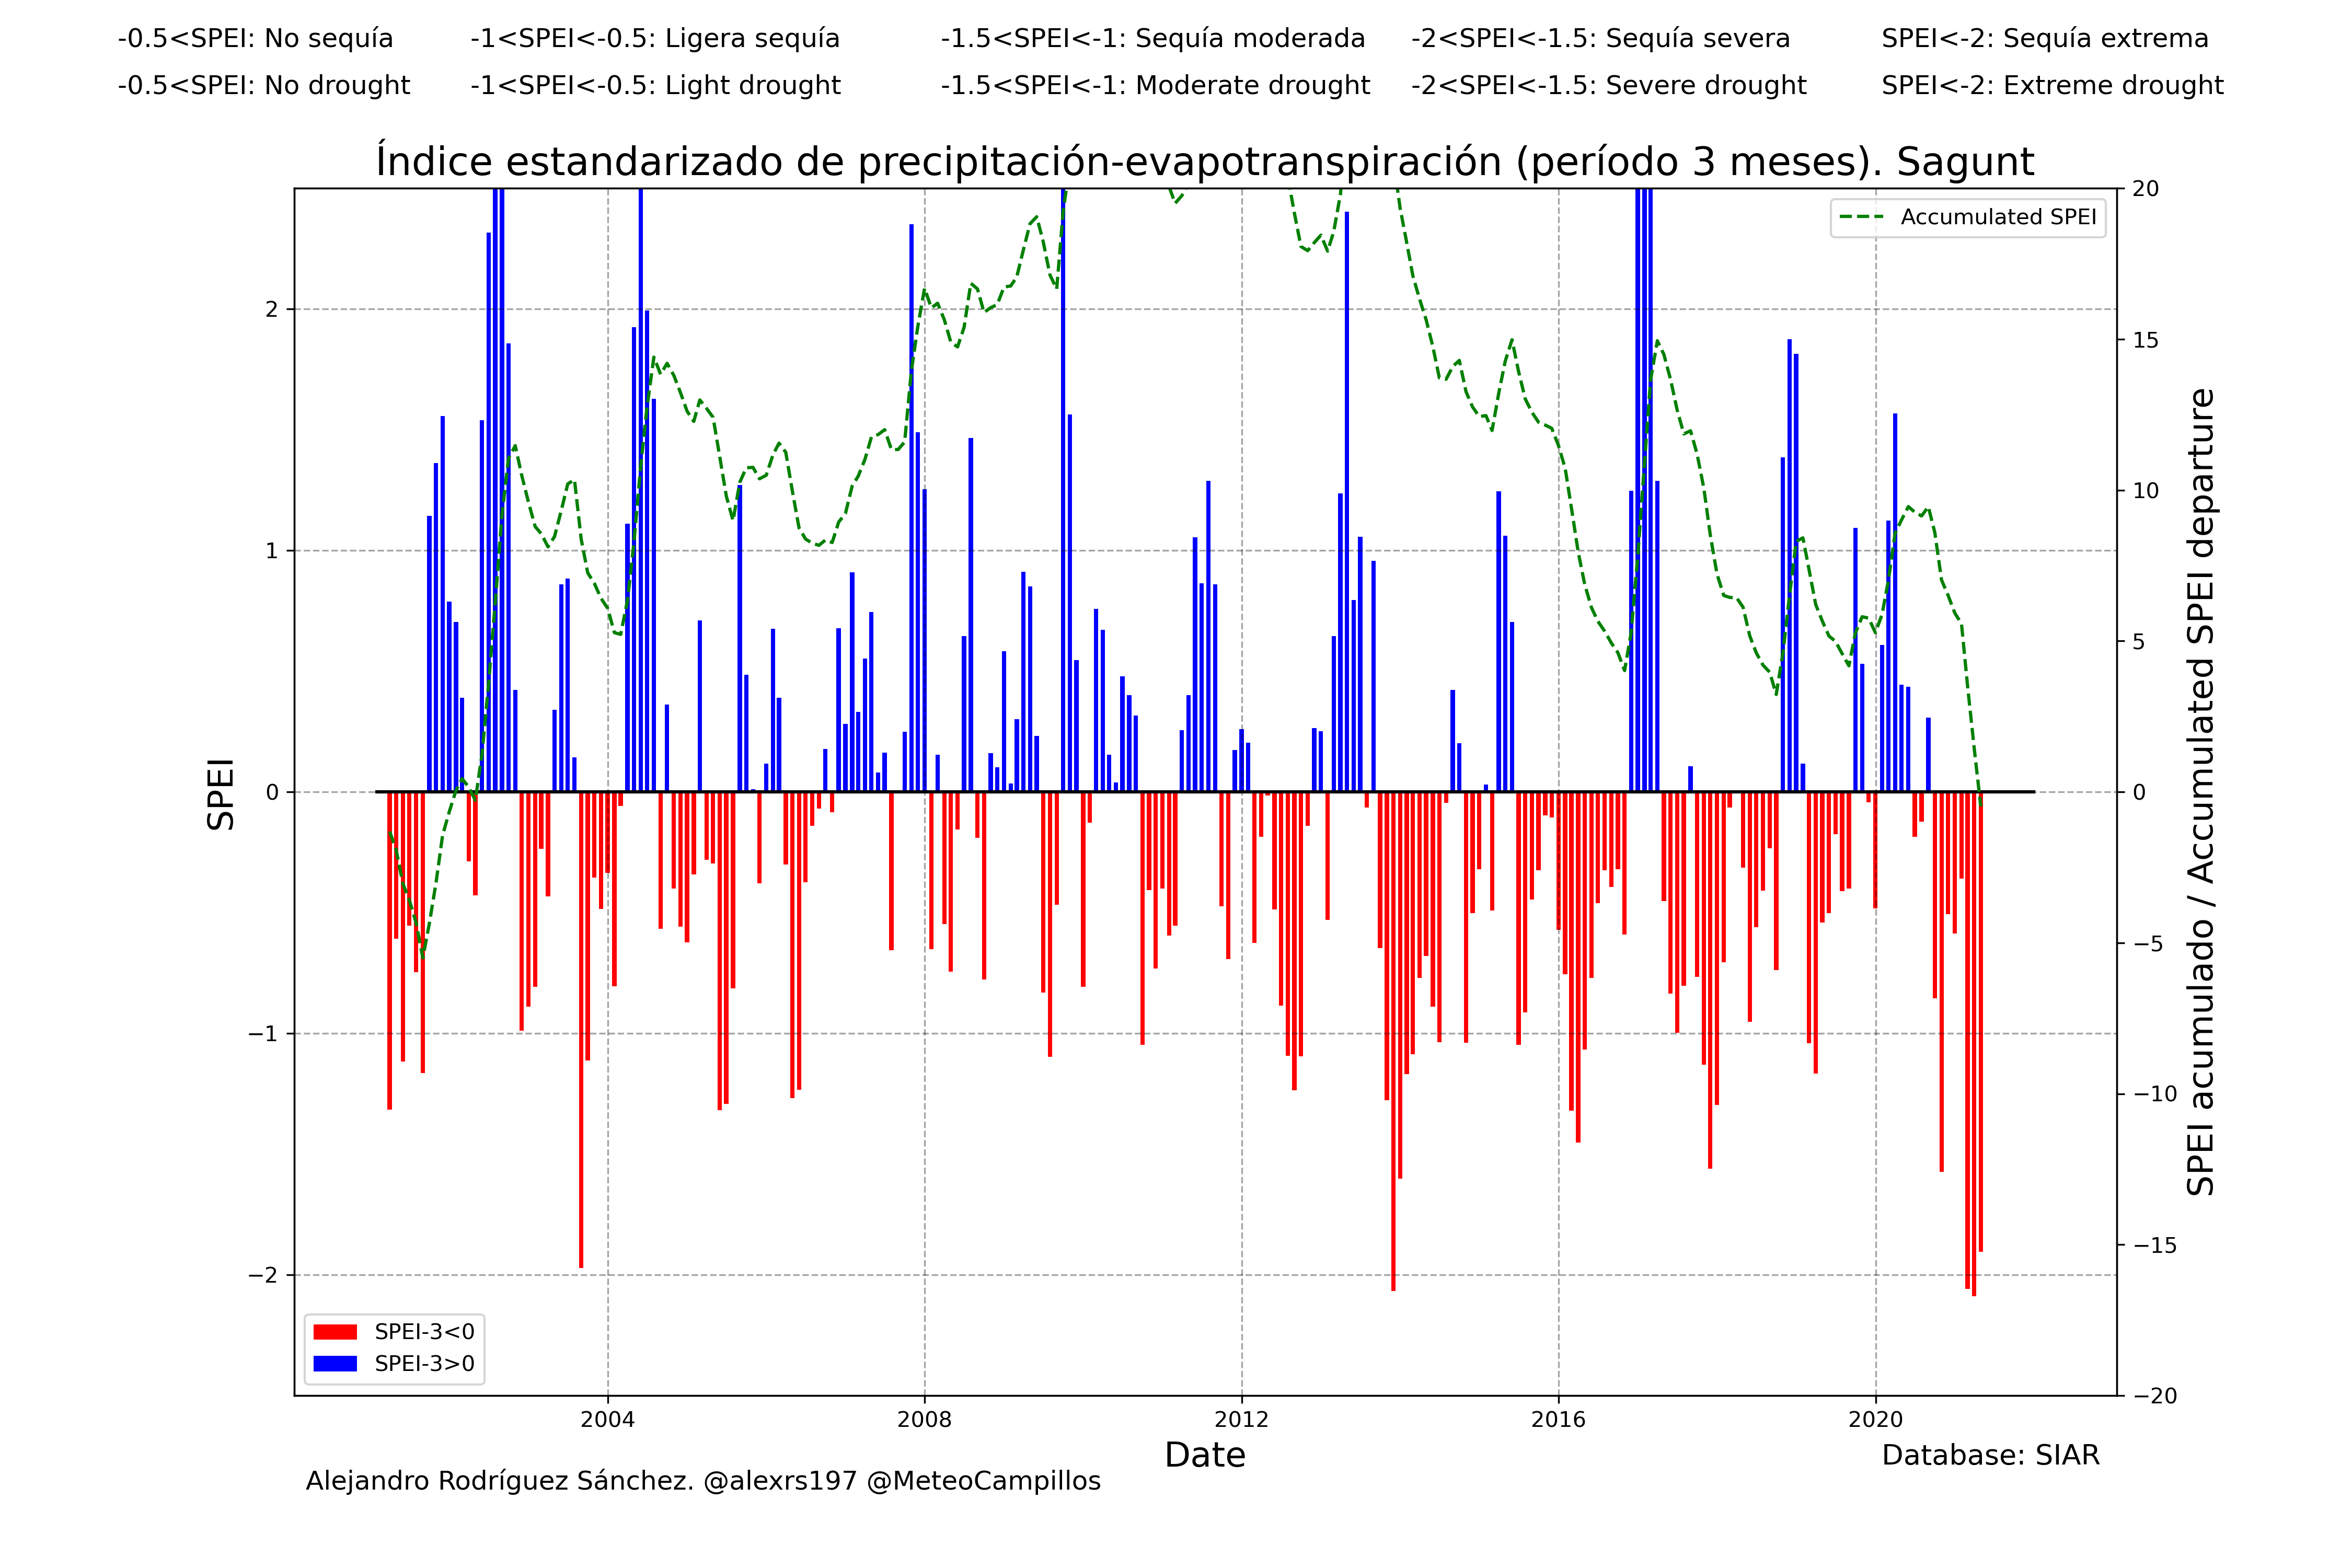 -0.5<SPEI: No sequía -1<SPEI<-0.5: Ligera sequía -1.5<SPEI<-1: Sequía moderada -2<SPEI<-1.5: Sequía severa SPEI<-2: Sequía extrema
-0.5<SPEI: No drought -1<SPEI<-0.5: Light drought -1.5<SPEI<-1: Moderate drought -2<SPEI<-1.5: Severe drought SPEI<-2: Extreme drought
Índice estandarizado de precipitación-evapotranspiración (período 3 meses). Sagunt
Accumulated SPEI
SPEI
2
1
0
−1
−2
20
15
10
5
0
−5
−10
−15
−20
SPEI acumulado / Accumulated SPEI departure
SPEI-3<0
SPEI-3>0
2004 2008 2012 2016 2020
Date
Database: SIAR
Alejandro Rodríguez Sánchez. @alexrs197 @MeteoCampillos